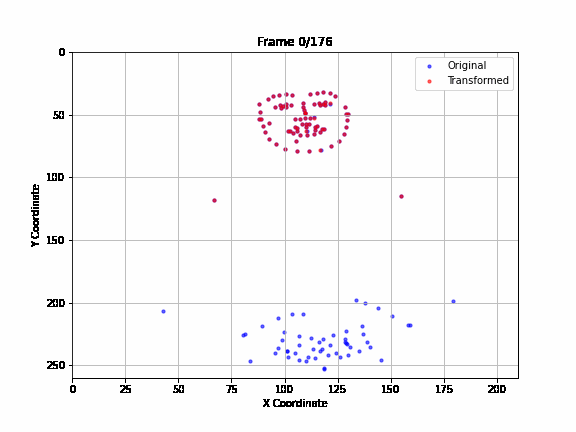 Frame 0/176
Original
Transformed
0
50
100
150
200
250
Y Coordinate
0 25 50 75 100 125 150 175 200
X Coordinate